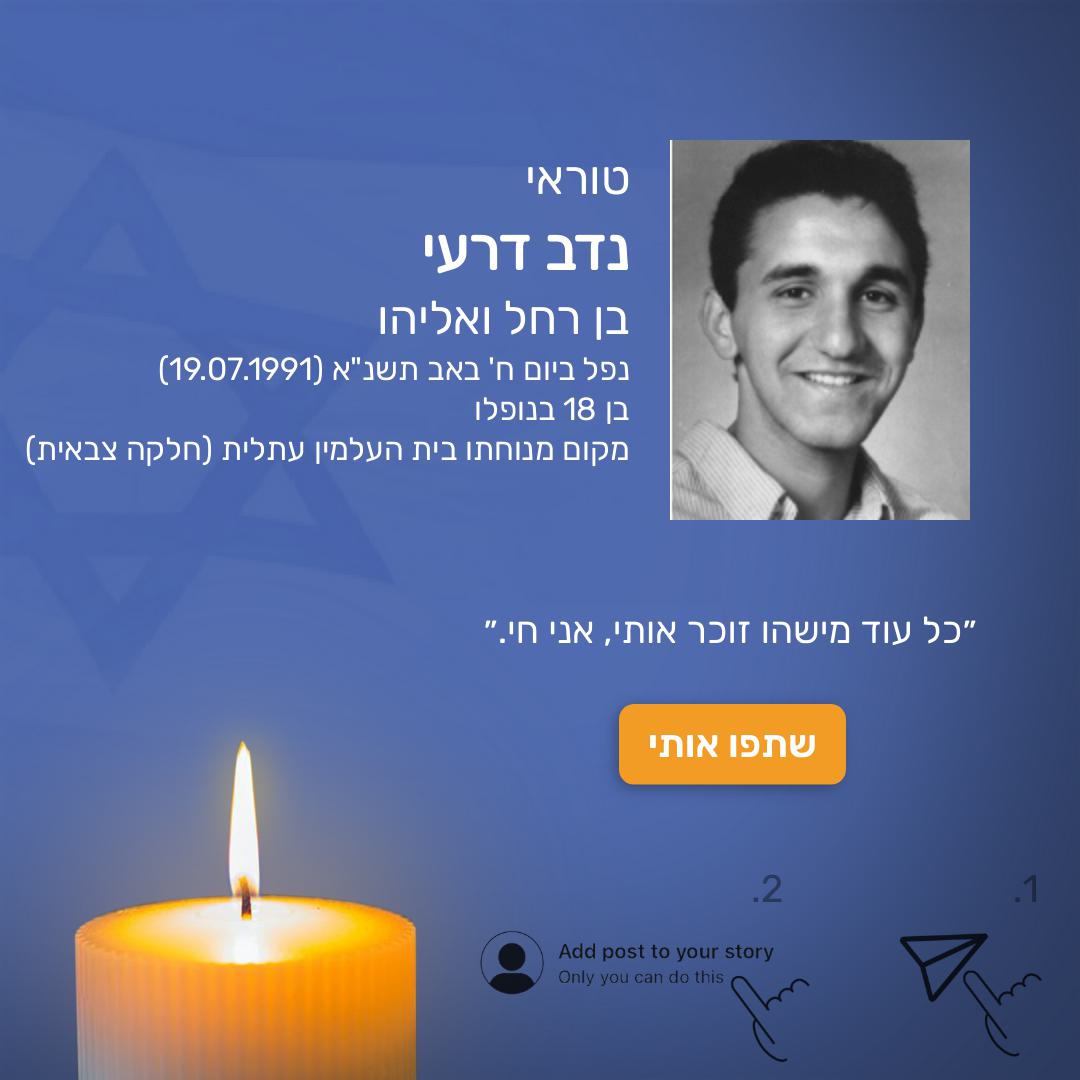 טוראי
נדב דרעי
בן רחל ואליהו
נפל ביום ח' באב תשנ"א (19.07.1991)
בן 18 בנופלו
מקום מנוחתו בית העלמין עתלית (חלקה צבאית)
״כל עוד מישהו זוכר אותי, אני חי.״
שתפו אותי
1.
2.
Add post to your story
Only you can do this